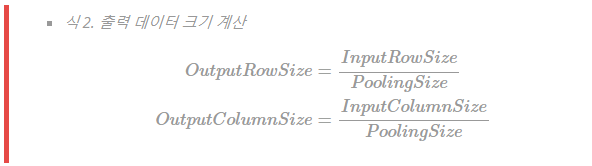 ▪ 식 2. 출력 데이터 크기 계산
OutputRowSize = InputRowSize / PoolingSize
OutputColumnSize = InputColumnSize / PoolingSize